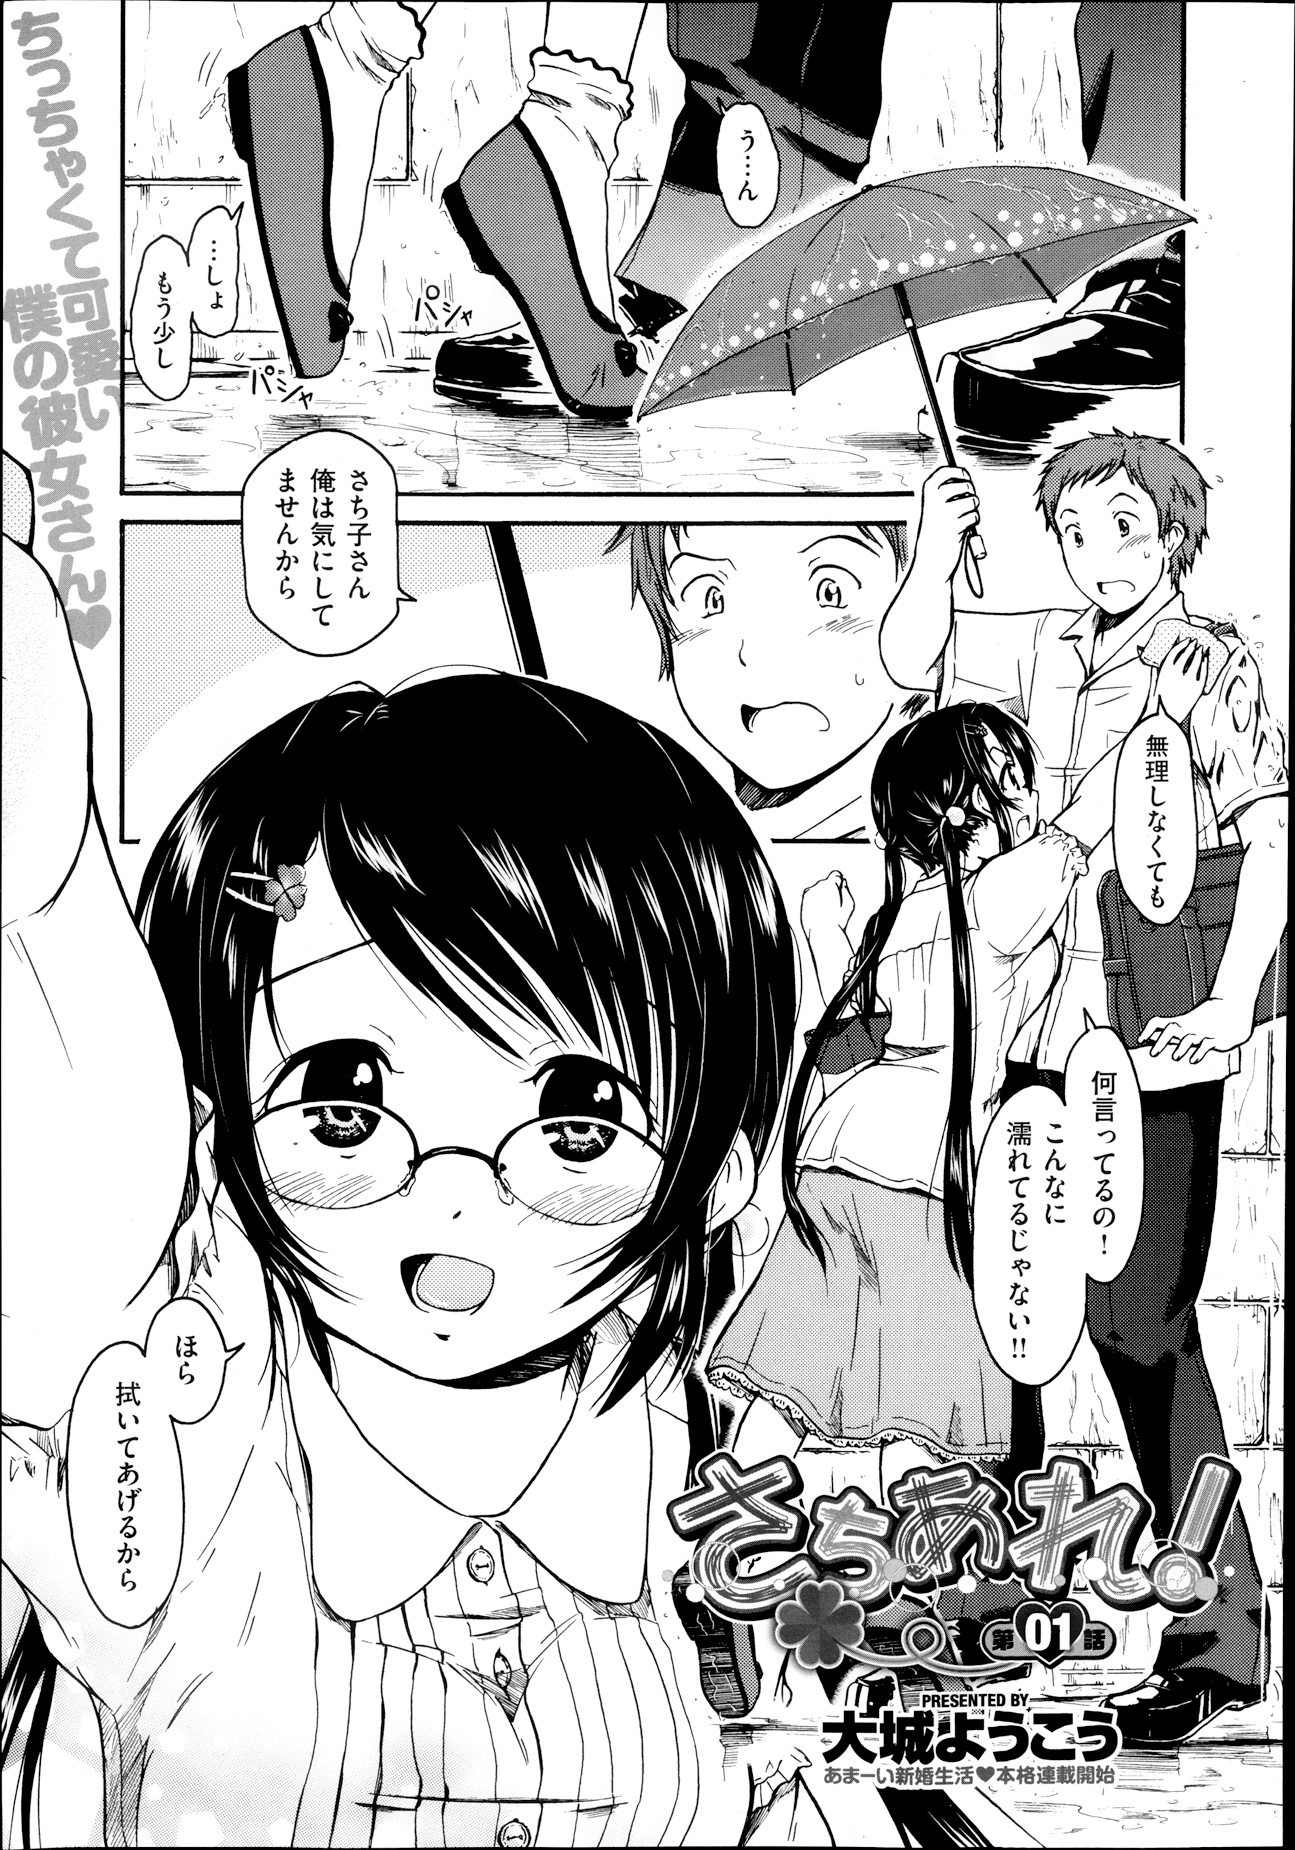 ちっちゃくて可愛い
僕の彼女さん♥
う…ん
…しょ
もう少し
パシャ
パシャ
無理しなくても
さち子さん
俺は気にして
ませんから
何言ってるの!
こんなに
濡れてるじゃない!!
ほら
拭いてあげるから
さちあれ!
第01話
PRESENTED BY
大城ようこう
あまーい新婚生活♥本格連載開始